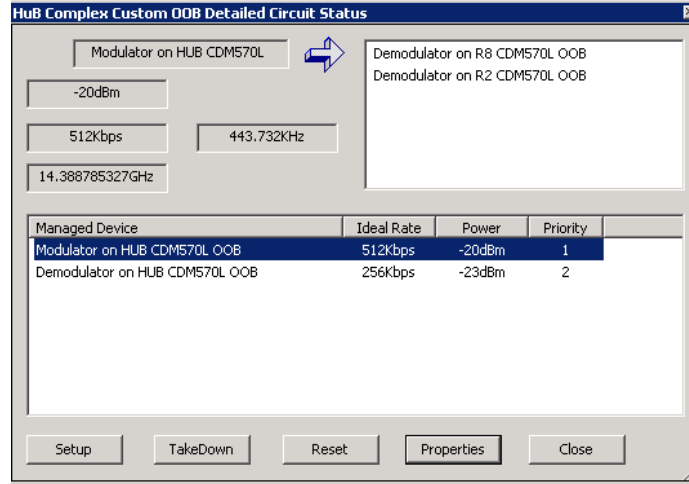 HuB Complex Custom OOB Detailed Circuit Status
Modulator on HUB CDM570L
Demodulator on R8 CDM570L OOB
Demodulator on R2 CDM570L OOB
-20dBm
512Kbps 443.732KHz
14.388785327GHz
Managed Device Ideal Rate Power Priority
Modulator on HUB CDM570L OOB 512Kbps -20dBm 1
Demodulator on HUB CDM570L OOB 256Kbps -23dBm 2
Setup TakeDown Reset Properties Close